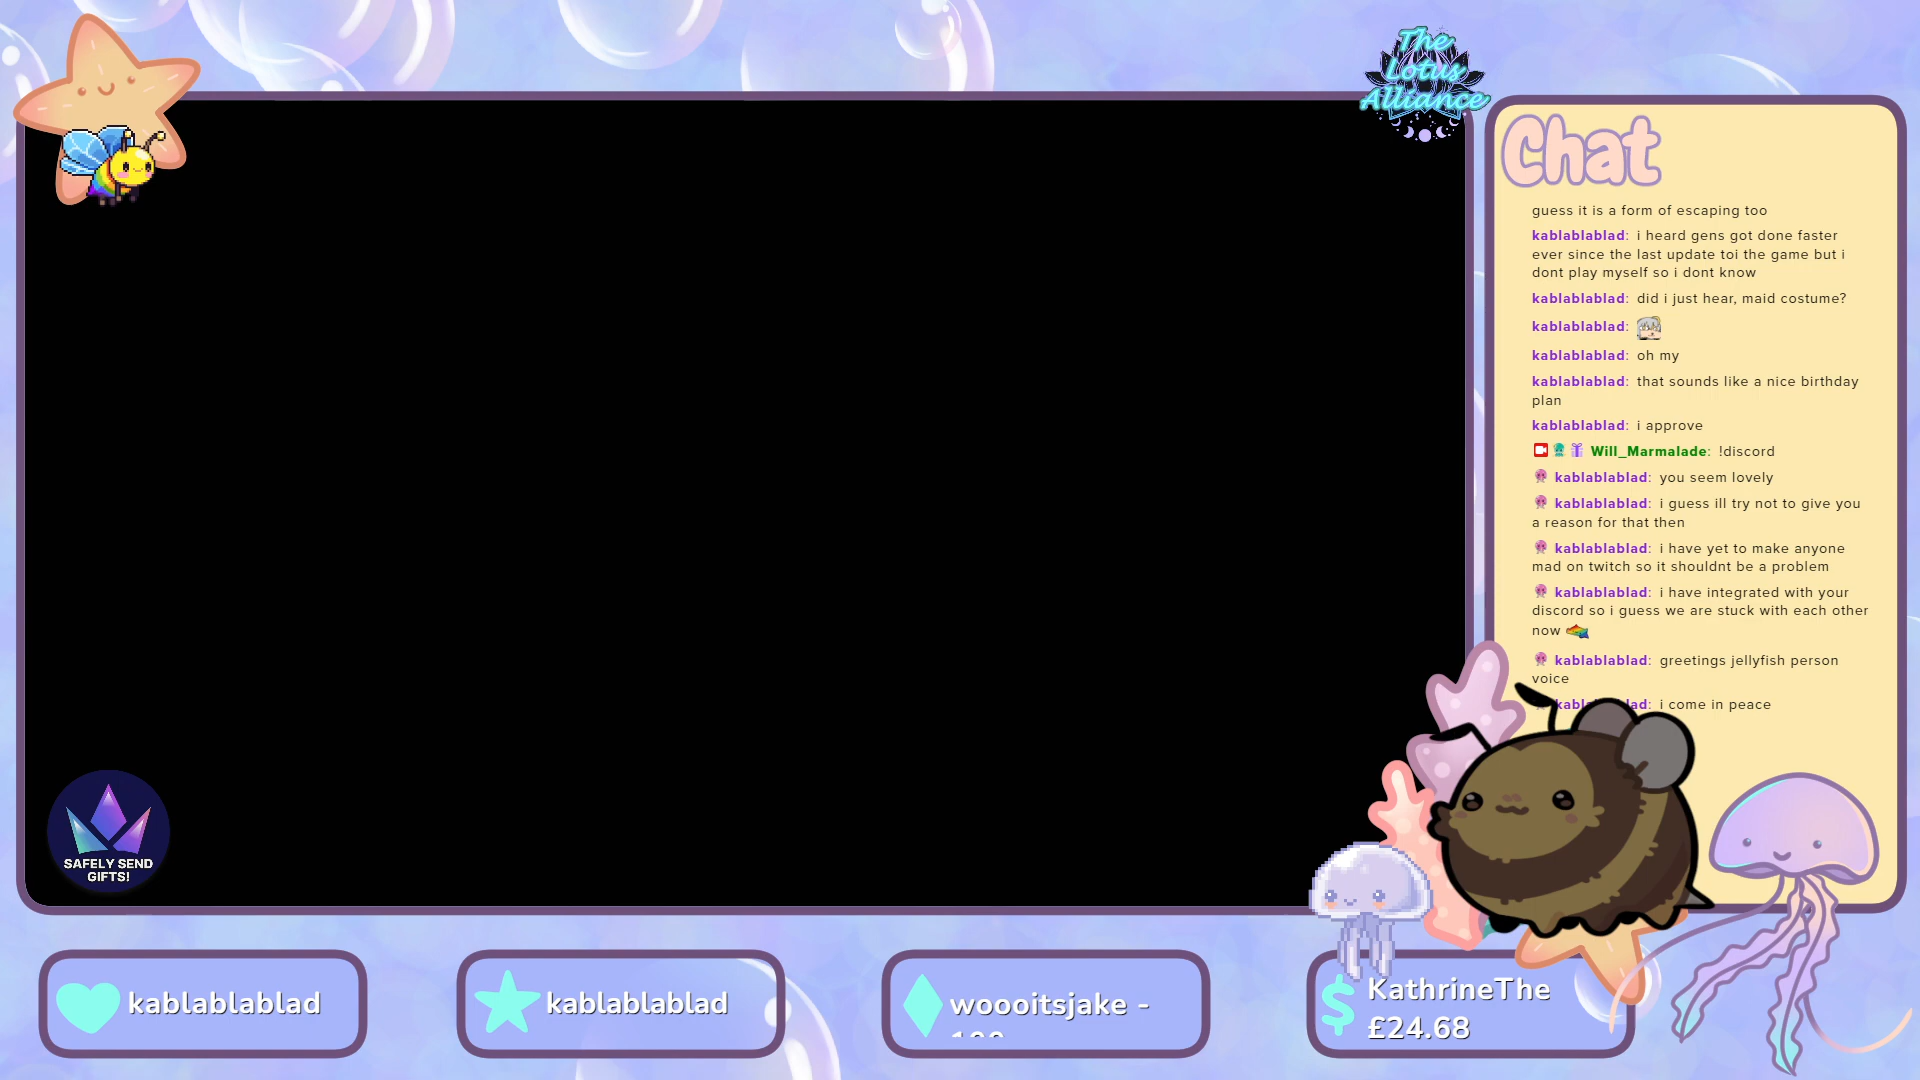 The
Lotus
Alliance
Chat
guess it is a form of escaping too
kablablablad: i heard gens got done faster
ever since the last update toi the game but i
dont play myself so i dont know
kablablablad: did i just hear, maid costume?
kablablablad:
kablablablad: oh my
kablablablad: that sounds like a nice birthday
plan
kablablablad: i approve
Will_Marmalade: !discord
kablablablad: you seem lovely
kablablablad: i guess ill try not to give you
a reason for that then
kablablablad: i have yet to make anyone
mad on twitch so it shouldnt be a problem
kablablablad: i have integrated with your
discord so i guess we are stuck with each other
now
kablablablad: greetings jellyfish person
voice
i come in peace
SAFELY SEND
GIFTS!
kablablablad
kablablablad
woooitsjake -
$ KathrineThe
£24.68